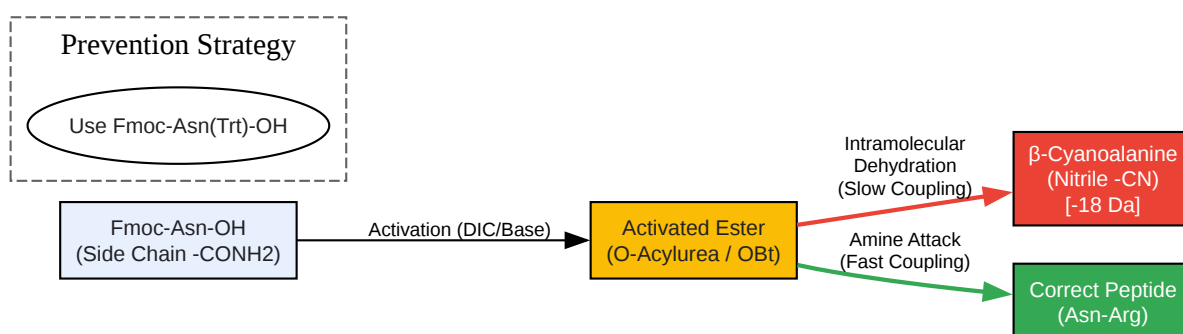 Prevention Strategy
Use Fmoc-Asn(Trt)-OH
Fmoc-Asn-OH
(Side Chain -CONH2)
Activation (DIC/Base)
Activated Ester
(O-Acylurea / OBt)
Intramolecular
Dehydration
(Slow Coupling)
Amine Attack
(Fast Coupling)
β-Cyanoalanine
(Nitrile -CN)
[-18 Da]
Correct Peptide
(Asn-Arg)